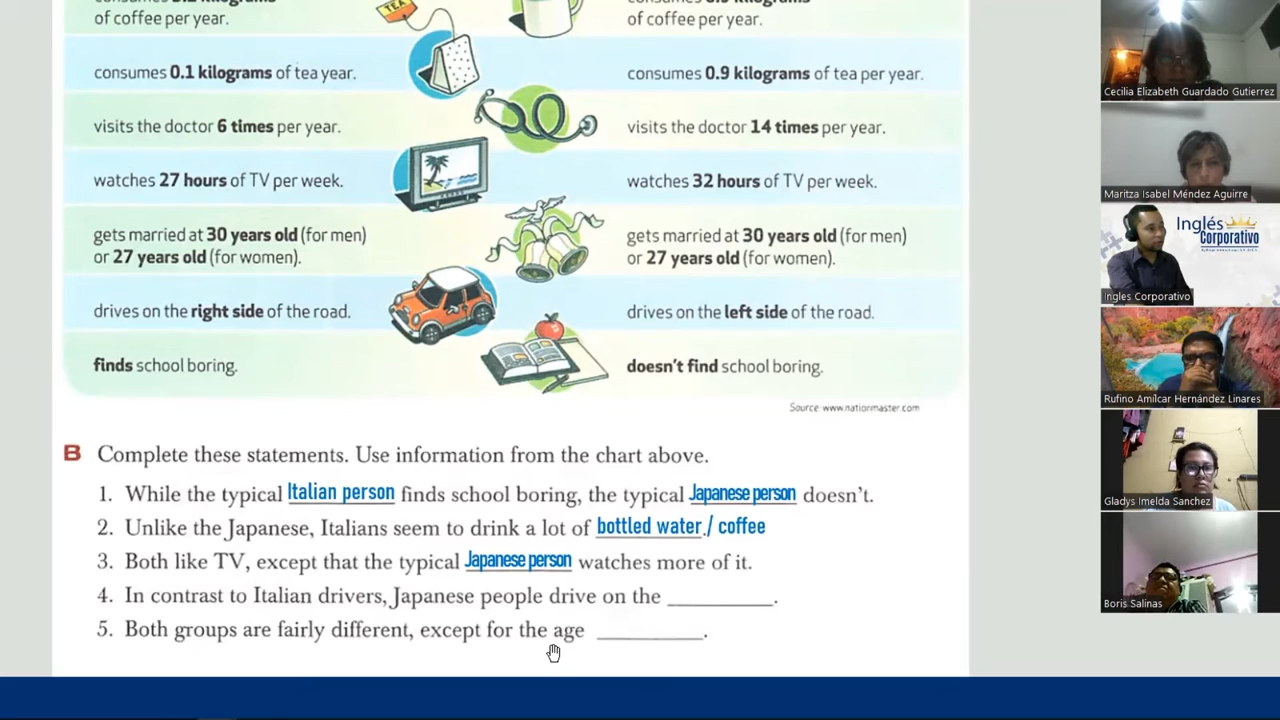 of coffee per year.
of coffee per year.
TEA
consumes 0.1 kilograms of tea year.
consumes 0.9 kilograms of tea per year.
visits the doctor 6 times per year.
visits the doctor 14 times per year.
watches 27 hours of TV per week.
watches 32 hours of TV per week.
gets married at 30 years old (for men)
or 27 years old (for women).
gets married at 30 years old (for men)
or 27 years old (for women).
drives on the right side of the road.
drives on the left side of the road.
finds school boring.
doesn't find school boring.
Source: www.nationmaster.com
B Complete these statements. Use information from the chart above.
1. While the typical Italian person finds school boring, the typical Japanese person doesn't.
2. Unlike the Japanese, Italians seem to drink a lot of bottled water./ coffee
3. Both like TV, except that the typical Japanese person watches more of it.
4. In contrast to Italian drivers, Japanese people drive on the ___________.
5. Both groups are fairly different, except for the age ___________.
Cecilia Elizabeth Guardado Gutierrez
Maritza Isabel Méndez Aguirre
Inglés
Corporativo
Ingles Corporativo
Rufino Amílcar Hernández Linares
Gladys Imelda Sanchez
Boris Salinas